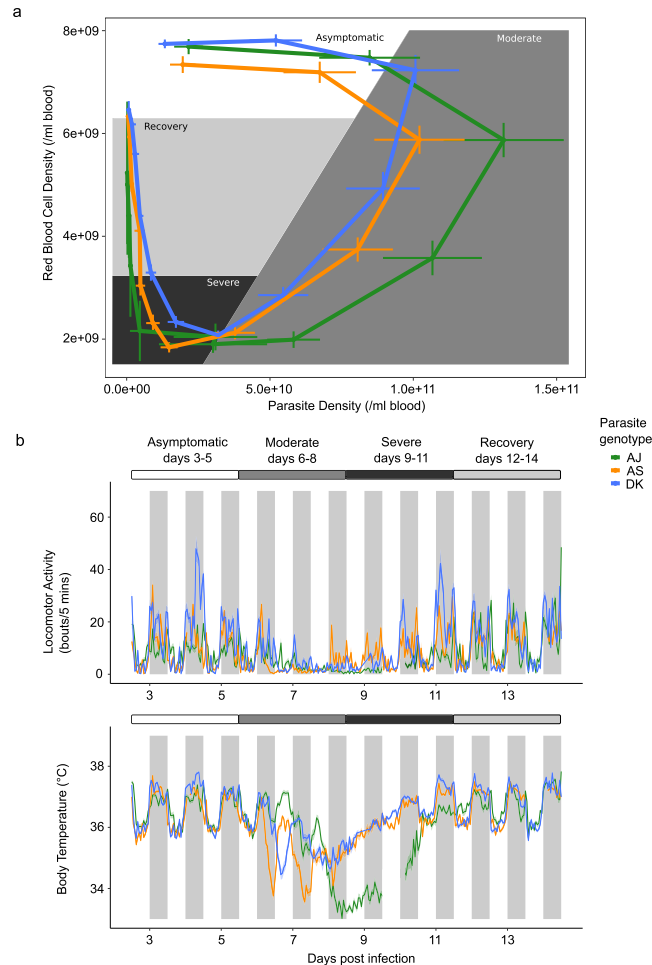 a
8e+09
6e+09
4e+09
2e+09
Red Blood Cell Density (/ml blood)
Asymptomatic
Moderate
Recovery
Severe
0.0e+00 5.0e+10 1.0e+11 1.5e+11
Parasite Density (/ml blood)
b
Asymptomatic Moderate Severe Recovery
days 3-5 days 6-8 days 9-11 days 12-14
Parasite
genotype
AJ
AS
DK
60
40
20
0
Locomotor Activity
(bouts/5 mins)
3 5 7 9 11 13
38
36
34
Body Temperature (°C)
3 5 7 9 11 13
Days post infection